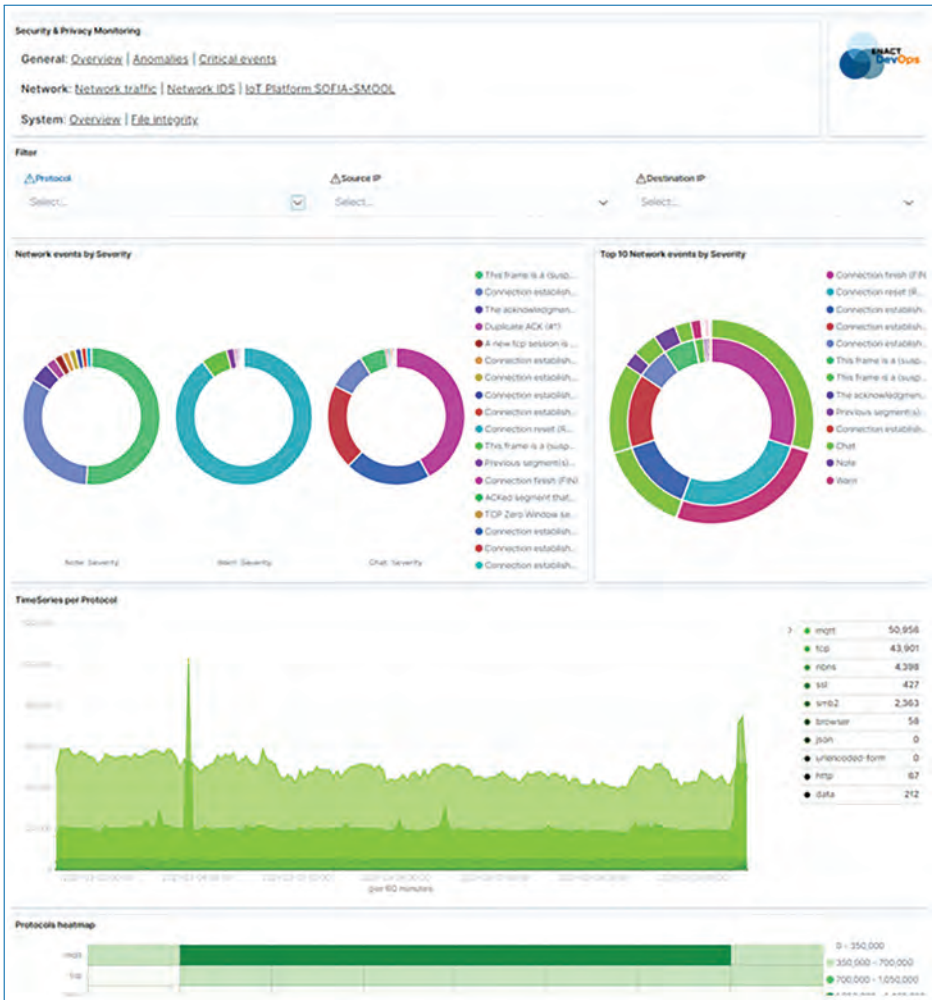 Security & Privacy Monitoring
General: Overview | Anomalies | Critical events
Network: Network traffic | Network IDS | IoT Platform SOFIA-SMOOL
System: Overview | File integrity
ENACT
DevOps
Filter
Protocol
Source IP
Destination IP
Select...
Select...
Select...
Network events by Severity
This frame is a (susp...
Connection establish...
The acknowledgmen...
Duplicate ACK (#1)
A new tcp session is ...
Connection establish...
Connection establish...
Connection establish...
Connection establish...
Connection reset (R...
This frame is a (susp...
Previous segment(s)...
Connection finish (FIN)
ACKed segment that...
TCP Zero Window se...
Connection establish...
Connection establish...
Connection establish...
Note: Severity
Warn: Severity
Chat: Severity
Top 10 Network events by Severity
Connection finish (FIN
Connection reset (R...
Connection establish...
Connection establish...
Connection establish...
This frame is a (susp...
This frame is a (susp...
The acknowledgmen...
Previous segment(s)...
Connection establish...
Chat
Note
Warn
TimeSeries per Protocol
mqtt 50,956
tcp 43,901
nbns 4,398
ssl 427
smb2 2,363
browser 58
json 0
urlencoded-form 0
http 67
data 212
per 60 minutes
Protocols heatmap
mqtt
tcp
0 - 350,000
350,000 - 700,000
700,000 - 1,050,000